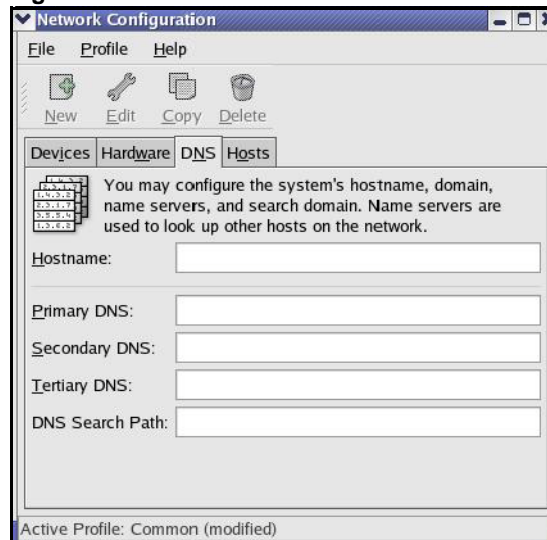 Network Configuration
File Profile Help
New Edit Copy Delete
Devices Hardware DNS Hosts
You may configure the system's hostname, domain,
name servers, and search domain. Name servers are
used to look up other hosts on the network.
Hostname:
Primary DNS:
Secondary DNS:
Tertiary DNS:
DNS Search Path:
Active Profile: Common (modified)